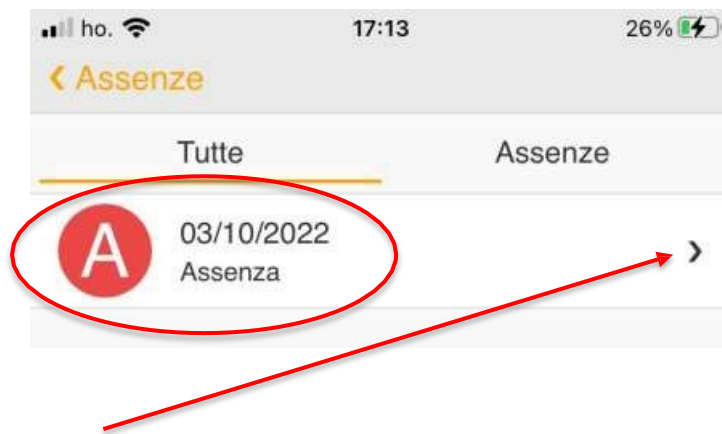 ho. 17:13 26%
Assenze
Tutte Assenze
A
03/10/2022
Assenza